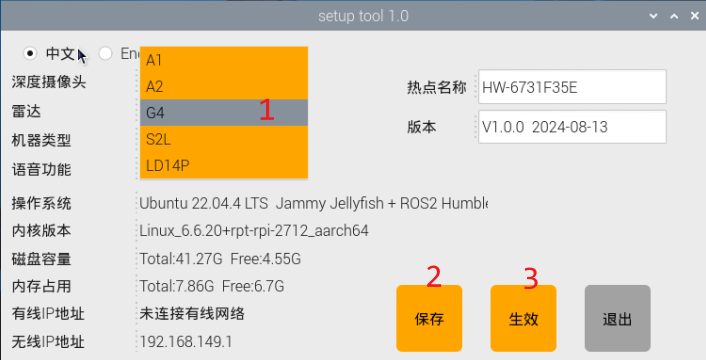 setup tool 1.0
中文 En
深度摄像头
雷达
机器类型
语音功能
A1
A2
G4 1
S2L
LD14P
热点名称 HW-6731F35E
版本 V1.0.0 2024-08-13
操作系统 Ubuntu 22.04.4 LTS Jammy Jellyfish + ROS2 Humble
内核版本 Linux_6.6.20+rpt-rpi-2712_aarch64
磁盘容量 Total:41.27G Free:4.55G
内存占用 Total:7.86G Free:6.7G
有线IP地址 未连接有线网络
无线IP地址 192.168.149.1
2 3
保存 生效 退出